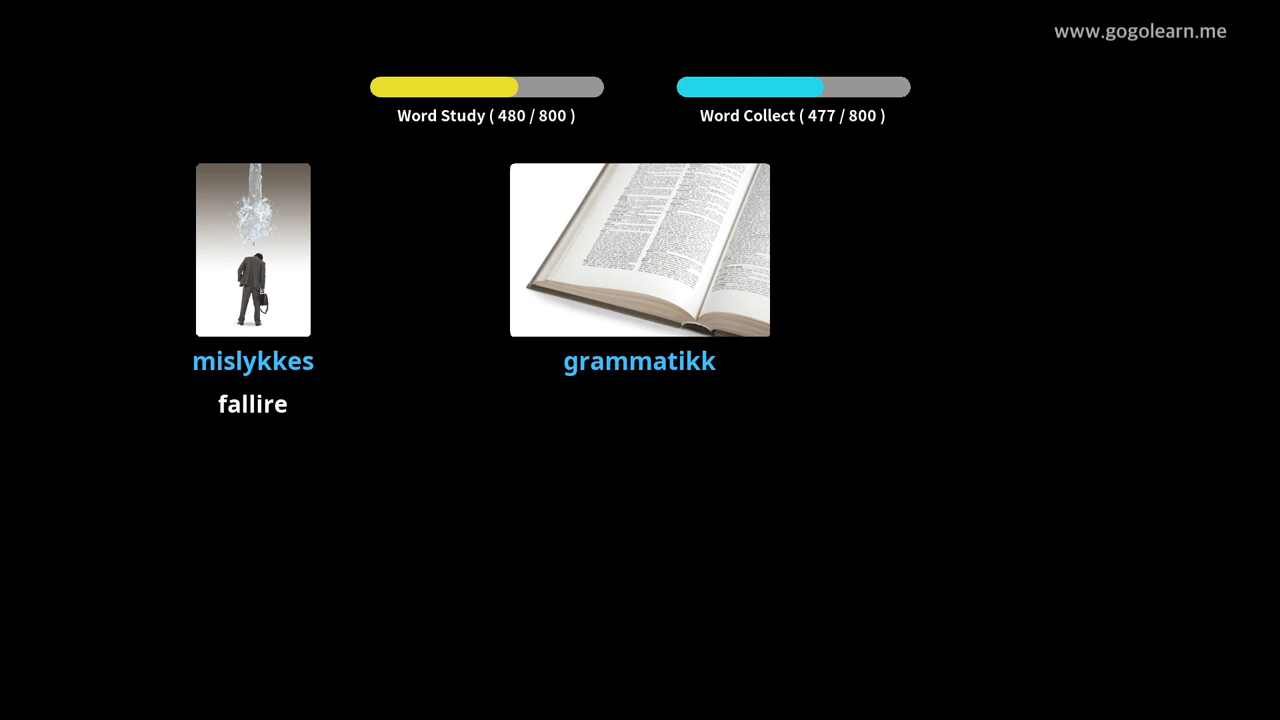 www.gogolearn.me
Word Study ( 480 / 800 )
Word Collect ( 477 / 800 )
mislykkes
grammatikk
fallire